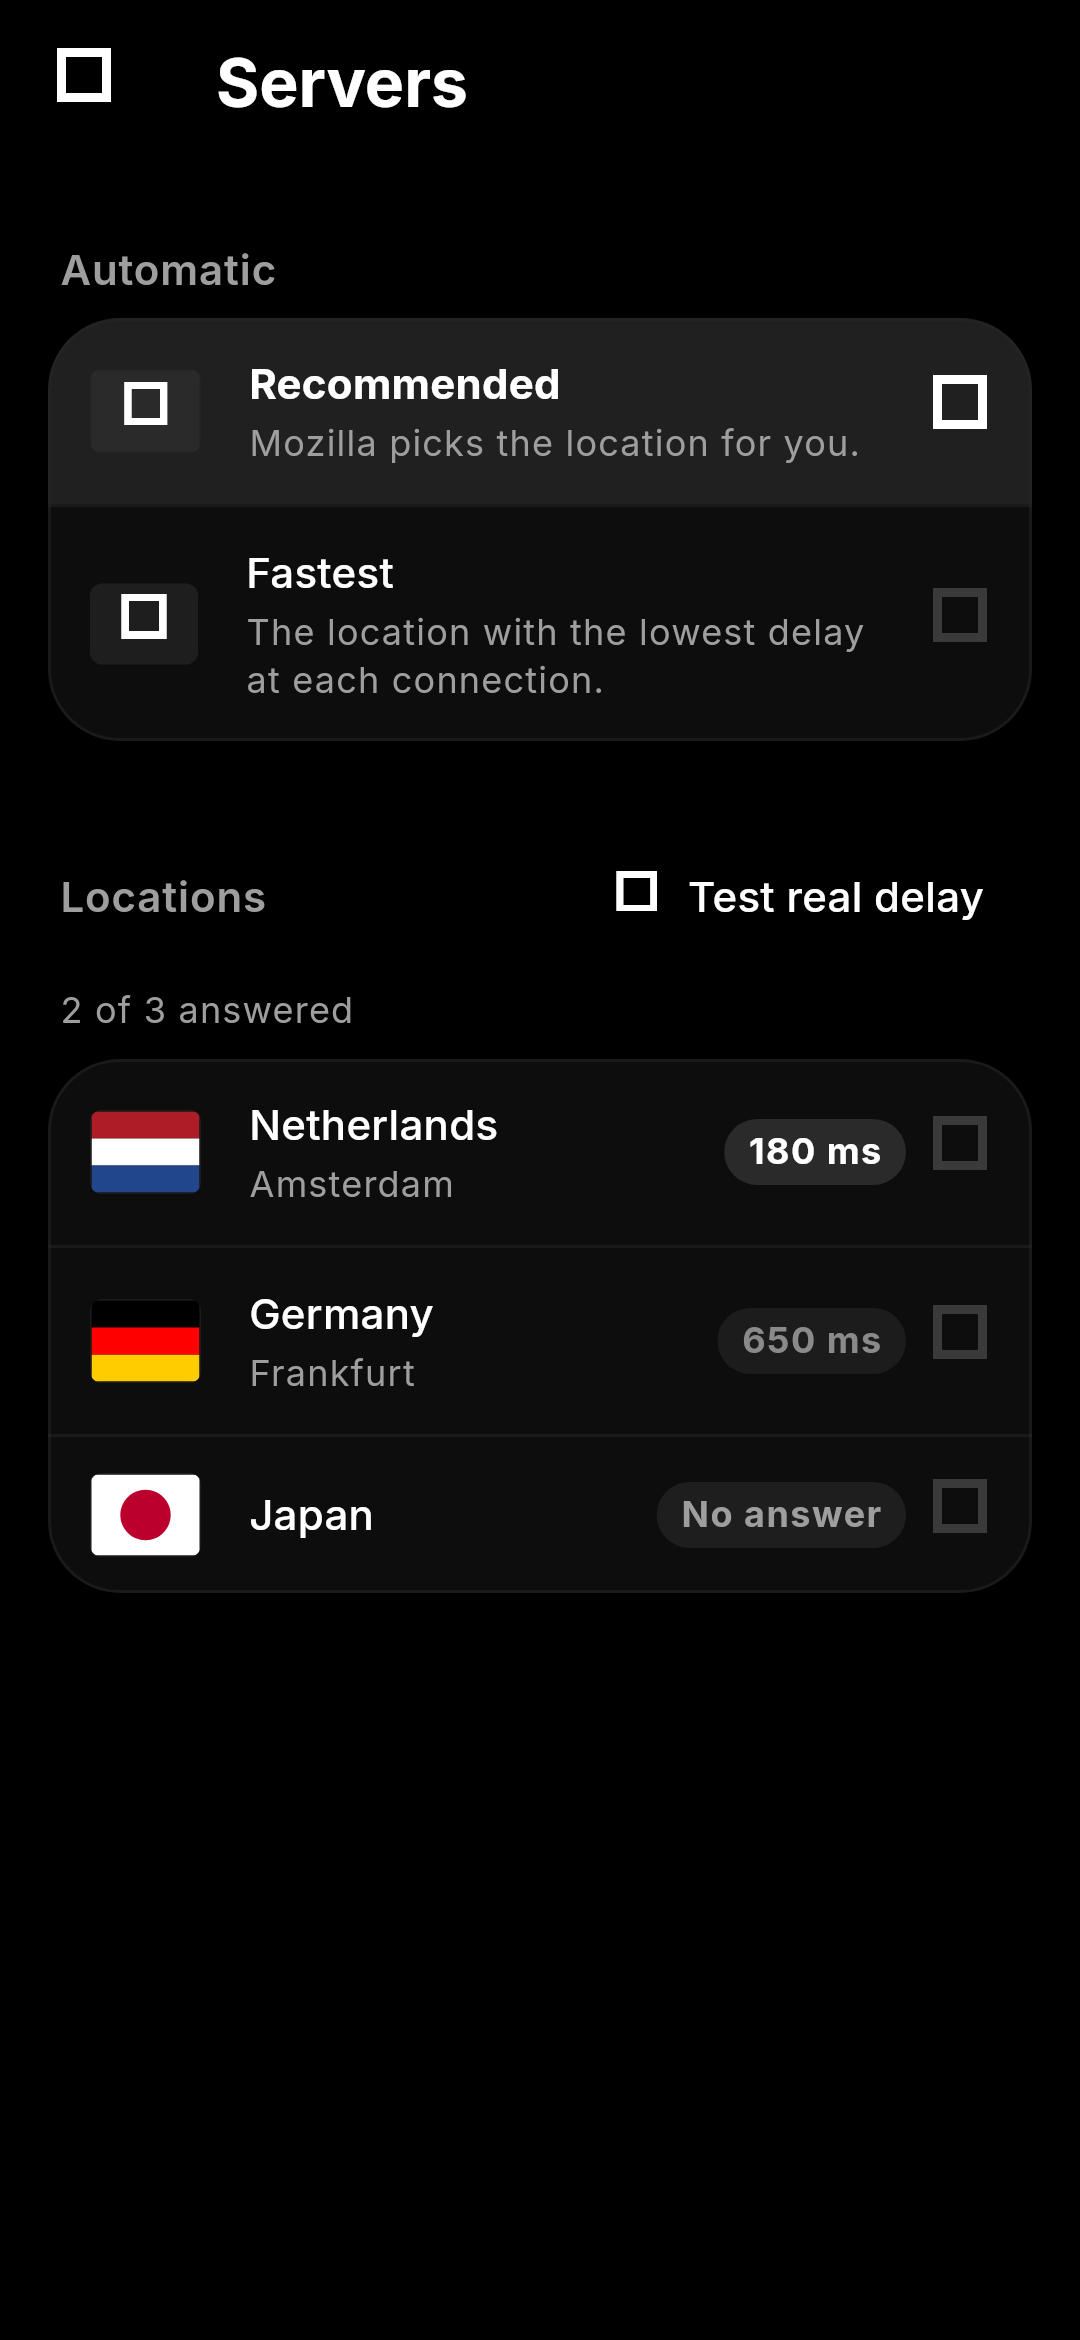 Servers
Automatic
Recommended
Mozilla picks the location for you.
Fastest
The location with the lowest delay
at each connection.
Locations
Test real delay
2 of 3 answered
Netherlands
Amsterdam
180 ms
Germany
Frankfurt
650 ms
Japan
No answer